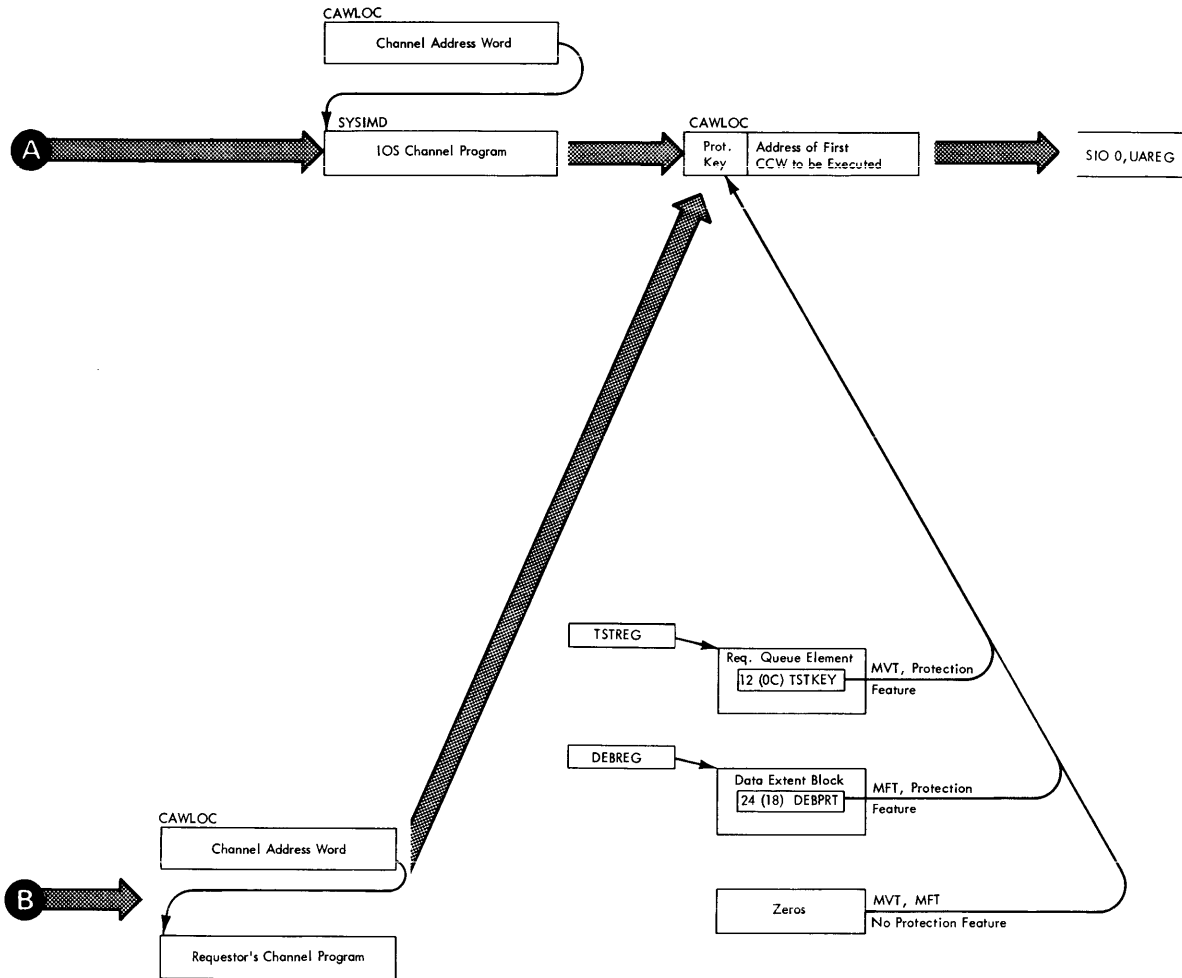 CAWLOC
Channel Address Word
SYSIMD
IOS Channel Program
A
CAWLOC
Prot.
Key
Address of First
CCW to be Executed
SIO 0,UAREG
TSTREG
Req. Queue Element
12 (0C) TSTKEY
MVT, Protection
Feature
DEBREG
Data Extent Block
24 (18) DEBPRT
MFT, Protection
Feature
CAWLOC
Channel Address Word
B
Requestor's Channel Program
Zeros
MVT, MFT
No Protection Feature